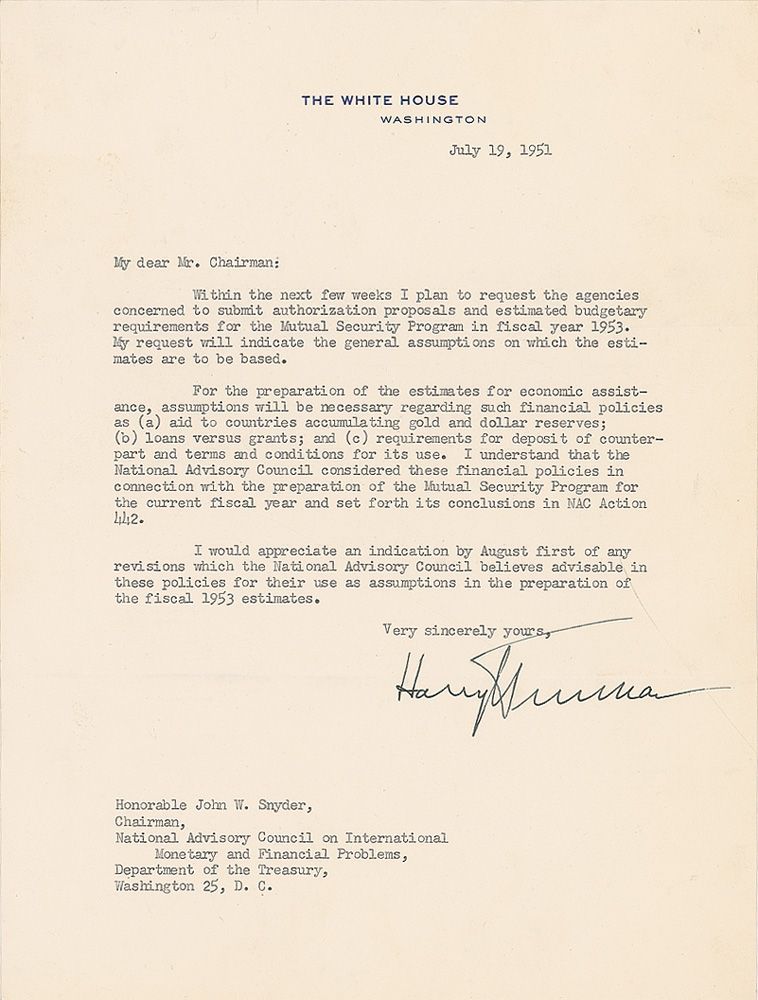 THE WHITE HOUSE
WASHINGTON
July 19, 1951
My dear Mr. Chairman:
Within the next few weeks I plan to request the agencies
concerned to submit authorization proposals and estimated budgetary
requirements for the Mutual Security Program in fiscal year 1953.
My request will indicate the general assumptions on which the esti-
mates are to be based.
For the preparation of the estimates for economic assist-
ance, assumptions will be necessary regarding such financial policies
as (a) aid to countries accumulating gold and dollar reserves;
(b) loans versus grants; and (c) requirements for deposit of counter-
part and terms and conditions for its use. I understand that the
National Advisory Council considered these financial policies in
connection with the preparation of the Mutual Security Program for
the current fiscal year and set forth its conclusions in NAC Action
442.
I would appreciate an indication by August first of any
revisions which the National Advisory Council believes advisable in
these policies for their use as assumptions in the preparation of
the fiscal 1953 estimates.
Very sincerely yours,
Harry S Truman
Honorable John W. Snyder,
Chairman,
National Advisory Council on International
Monetary and Financial Problems,
Department of the Treasury,
Washington 25, D. C.